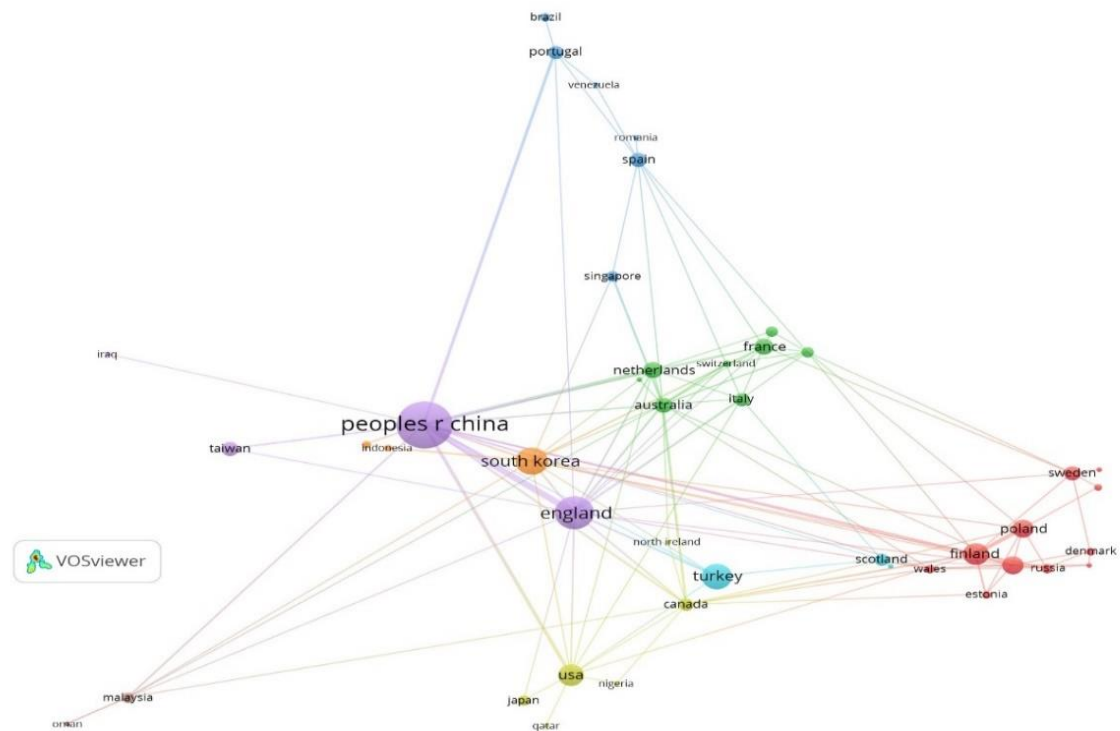 brazil
portugal
venezuela
romania
spain
singapore
france
switzerland
netherlands
italy
australia
iraq
peoples r china
taiwan
indonesia
south korea
sweden
england
poland
north ireland
denmark
finland
scotland
VOSviewer
wales
russia
turkey
estonia
canada
usa
nigeria
malaysia
japan
oman
qatar